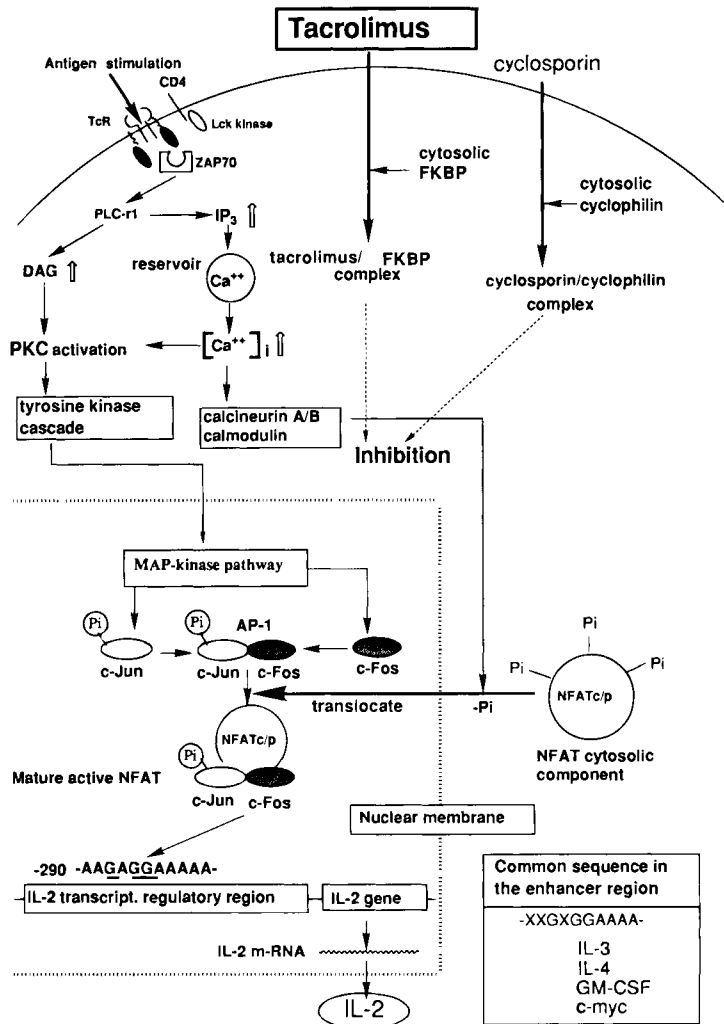 Tacrolimus
cyclosporin
Antigen stimulation
CD4
TcR
Lck kinase
ZAP70
cytosolic
FKBP
cytosolic
cyclophilin
PLC-r1
IP3
DAG
reservoir
Ca++
tacrolimus/ FKBP
complex
cyclosporin/cyclophilin
complex
PKC activation
[Ca++]i
tyrosine kinase
cascade
calcineurin A/B
calmodulin
Inhibition
MAP-kinase pathway
Pi
c-Jun
Pi
AP-1
c-Jun c-Fos
c-Fos
Pi
Pi
Pi
NFATc/p
translocate
-Pi
NFAT cytosolic
component
NFATc/p
Pi
Mature active NFAT
c-Jun c-Fos
Nuclear membrane
-290 -AAGAGGAAAAA-
IL-2 transcript. regulatory region
IL-2 gene
IL-2 m-RNA
IL-2
Common sequence in
the enhancer region
-XXGXGGAAAA-
IL-3
IL-4
GM-CSF
c-myc